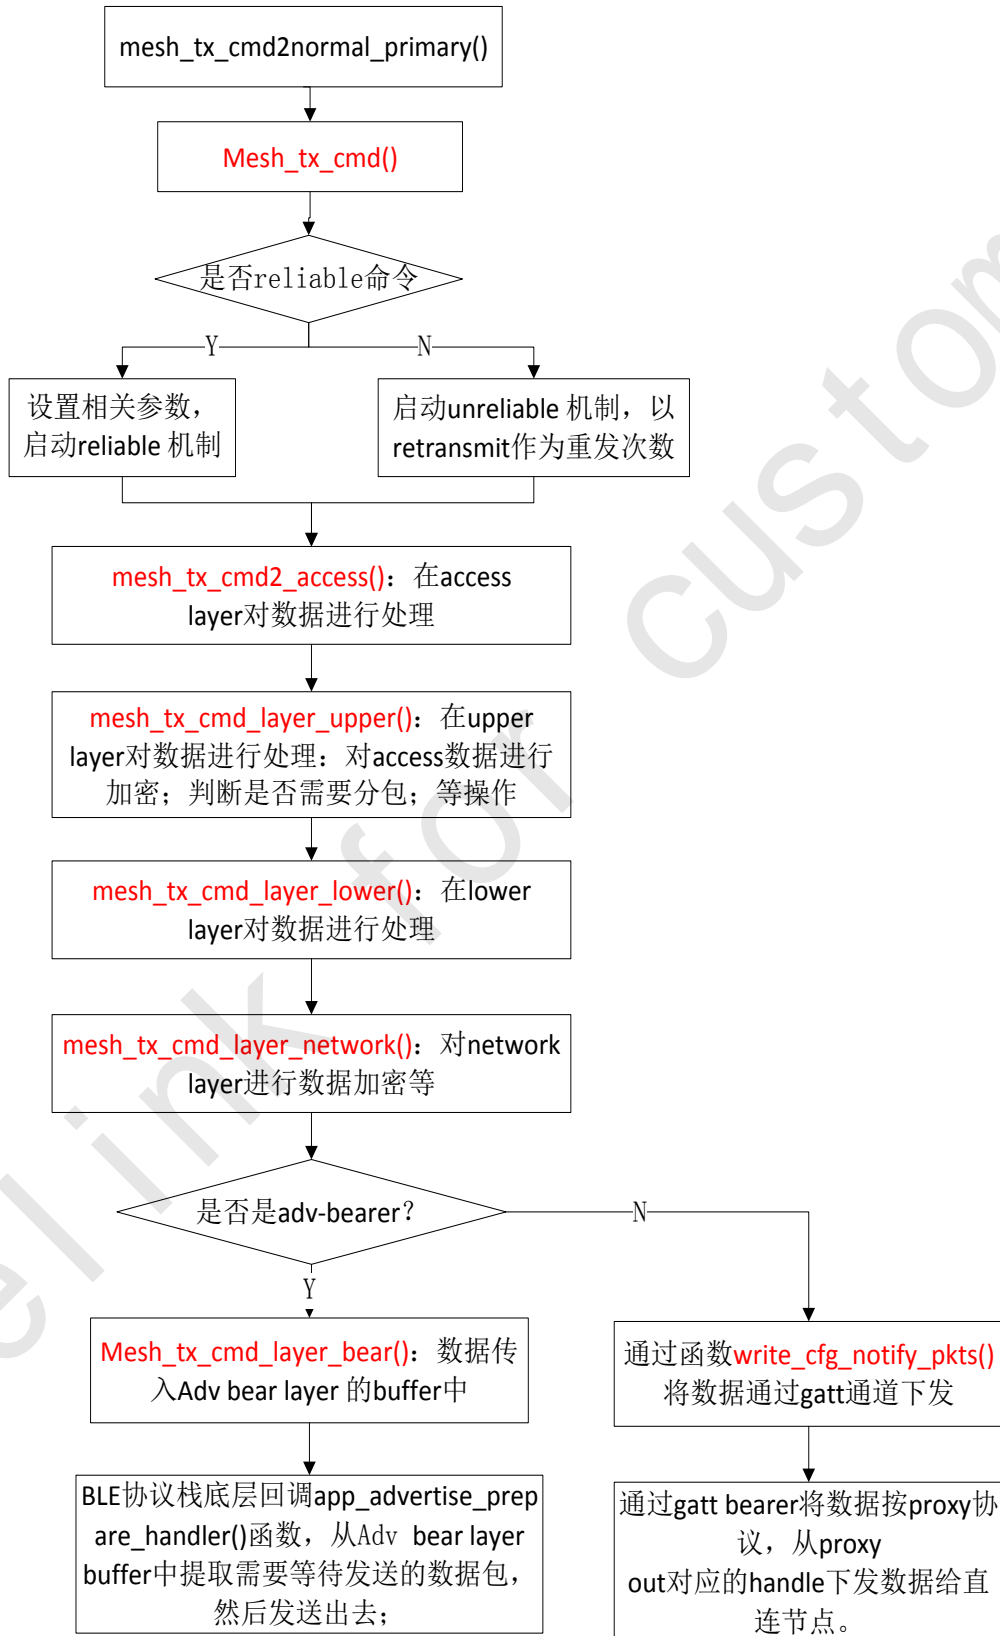 mesh_tx_cmd2normal_primary()
Mesh_tx_cmd()
是否reliable命令
Y
N
设置相关参数，
启动reliable 机制
启动unreliable 机制，以
retransmit作为重发次数
mesh_tx_cmd2_access()：在access
layer对数据进行处理
mesh_tx_cmd_layer_upper()：在upper
layer对数据进行处理：对access数据进行
加密；判断是否需要分包；等操作
mesh_tx_cmd_layer_lower()：在lower
layer对数据进行处理
mesh_tx_cmd_layer_network()：对network
layer进行数据加密等
是否是adv-bearer？
N
Y
Mesh_tx_cmd_layer_bear()：数据传
入Adv bear layer 的buffer中
通过函数write_cfg_notify_pkts()
将数据通过gatt通道下发
BLE协议栈底层回调app_advertise_prep
are_handler()函数，从Adv bear layer
buffer中提取需要等待发送的数据包，
然后发送出去；
通过gatt bearer将数据按proxy协
议，从proxy
out对应的handle下发数据给直
连节点。
elink for custom